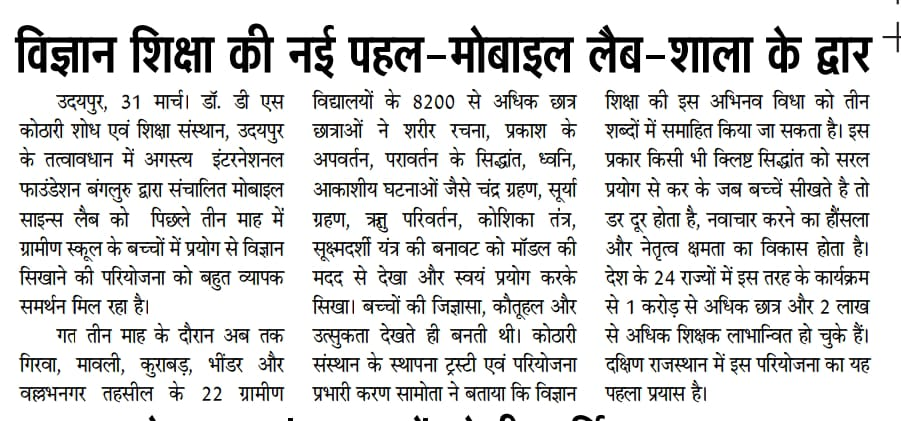 विज्ञान शिक्षा की नई पहल-मोबाइल लैब-शाला के द्वार
उदयपुर, 31 मार्च। डॉ. डी एस
कोठारी शोध एवं शिक्षा संस्थान, उदयपुर
के तत्वावधान में अगस्त्य इंटरनेशनल
फाउंडेशन बंगलुरु द्वारा संचालित मोबाइल
साइन्स लैब को पिछले तीन माह में
ग्रामीण स्कूल के बच्चों में प्रयोग से विज्ञान
सिखाने की परियोजना को बहुत व्यापक
समर्थन मिल रहा है।
गत तीन माह के दौरान अब तक
गिरवा, मावली, कुराबड़, भींडर और
वल्लभनगर तहसील के 22 ग्रामीण
विद्यालयों के 8200 से अधिक छात्र
छात्राओं ने शरीर रचना, प्रकाश के
अपवर्तन, परावर्तन के सिद्धांत, ध्वनि,
आकाशीय घटनाओं जैसे चंद्र ग्रहण, सूर्या
ग्रहण, ऋतु परिवर्तन, कोशिका तंत्र,
सूक्ष्मदर्शी यंत्र की बनावट को मॉडल की
मदद से देखा और स्वयं प्रयोग करके
सिखा। बच्चों की जिज्ञासा, कौतूहल और
उत्सुकता देखते ही बनती थी। कोठारी
संस्थान के स्थापना ट्रस्टी एवं परियोजना
प्रभारी करण सामोता ने बताया कि विज्ञान
शिक्षा की इस अभिनव विधा को तीन
शब्दों में समाहित किया जा सकता है। इस
प्रकार किसी भी क्लिष्ट सिद्धांत को सरल
प्रयोग से कर के जब बच्चें सीखते है तो
डर दूर होता है, नवाचार करने का हौंसला
और नेतृत्व क्षमता का विकास होता है।
देश के 24 राज्यों में इस तरह के कार्यक्रम
से 1 करोड़ से अधिक छात्र और 2 लाख
से अधिक शिक्षक लाभान्वित हो चुके हैं।
दक्षिण राजस्थान में इस परियोजना का यह
पहला प्रयास है।